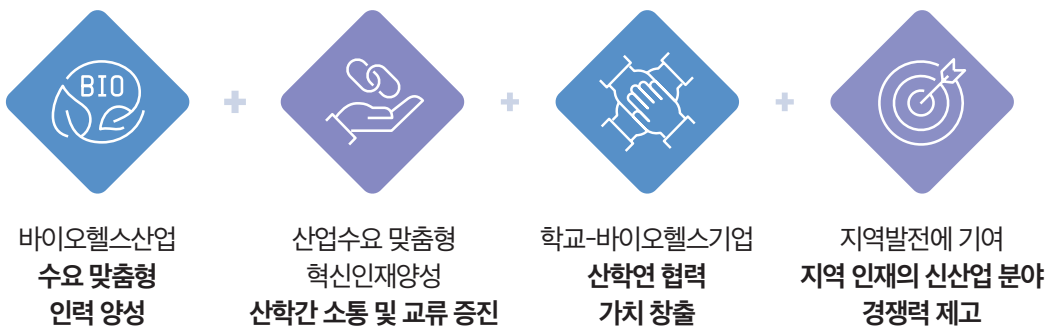 BIO
바이오헬스산업
수요 맞춤형
인력 양성
산업수요 맞춤형
혁신인재양성
산학간 소통 및 교류 증진
학교-바이오헬스기업
산학연 협력
가치 창출
지역발전에 기여
지역 인재의 신산업 분야
경쟁력 제고